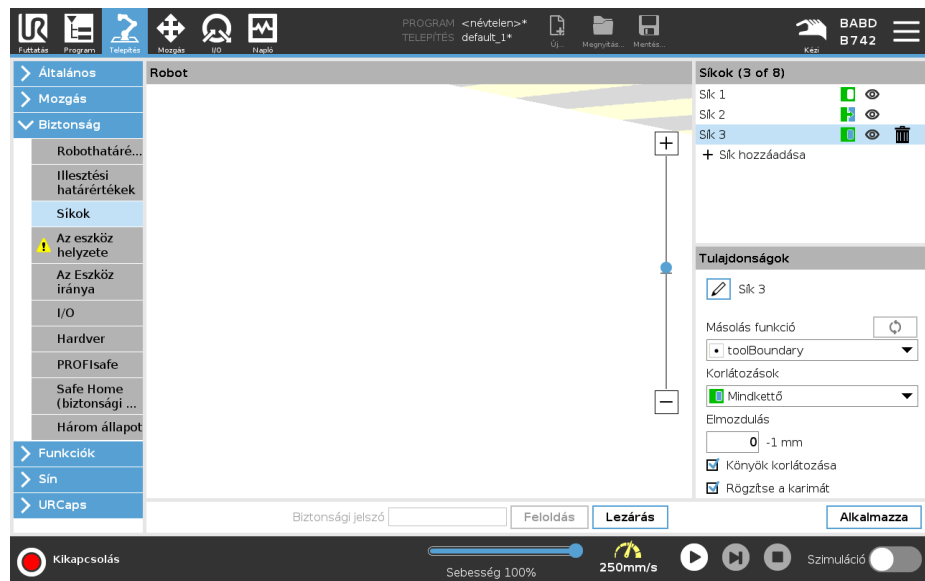 PROGRAM <névtelen>*
TELEPÍTÉS default_1*
Futtatás
Program
Telepítés
Mozgás
I/O
Napló
Új...
Megnyitás...
Mentés...
Kézi
BABD
B742
Általános
Mozgás
Biztonság
Robothatáré...
Illesztési
határértékek
Síkok
Az eszköz
helyzete
Az Eszköz
iránya
I/O
Hardver
PROFIsafe
Safe Home
(biztonsági ...
Három állapot
Funkciók
Sín
URCaps
Robot
Síkok (3 of 8)
Sík 1
Sík 2
Sík 3
+ Sík hozzáadása
Tulajdonságok
Sík 3
Másolás funkció
toolBoundary
Korlátozások
Mindkettő
Elmozdulás
0 -1 mm
Könyök korlátozása
Rögzítse a karimát
Biztonsági jelszó
Feloldás
Lezárás
Alkalmazza
Kikapcsolás
Sebesség 100%
250mm/s
Szimuláció